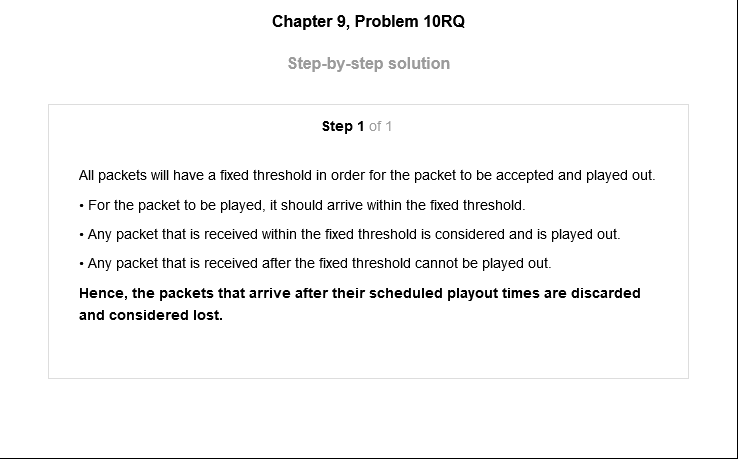 Chapter 9, Problem 10RQ
Step-by-step solution
Step 1 of 1
All packets will have a fixed threshold in order for the packet to be accepted and played out.
• For the packet to be played, it should arrive within the fixed threshold.
• Any packet that is received within the fixed threshold is considered and is played out.
• Any packet that is received after the fixed threshold cannot be played out.
Hence, the packets that arrive after their scheduled playout times are discarded
and considered lost.